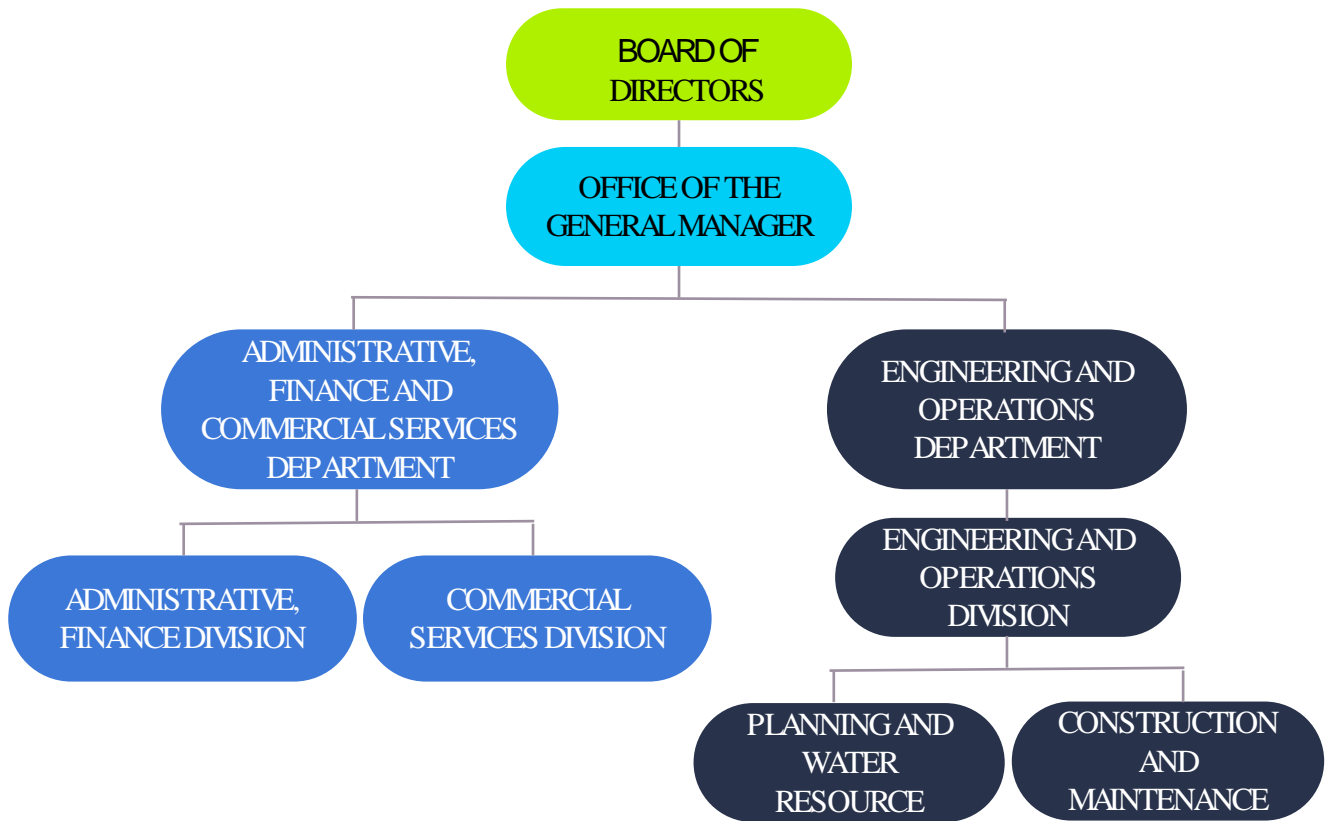 BOARD OF
DIRECTORS
OFFICE OF THE
GENERAL MANAGER
ADMINISTRATIVE,
FINANCE AND
COMMERCIAL SERVICES
DEPARTMENT
ENGINEERING AND
OPERATIONS
DEPARTMENT
ADMINISTRATIVE,
FINANCE DIVISION
COMMERCIAL
SERVICES DIVISION
ENGINEERING AND
OPERATIONS
DIVISION
PLANNING AND
WATER
RESOURCE
CONSTRUCTION
AND
MAINTENANCE